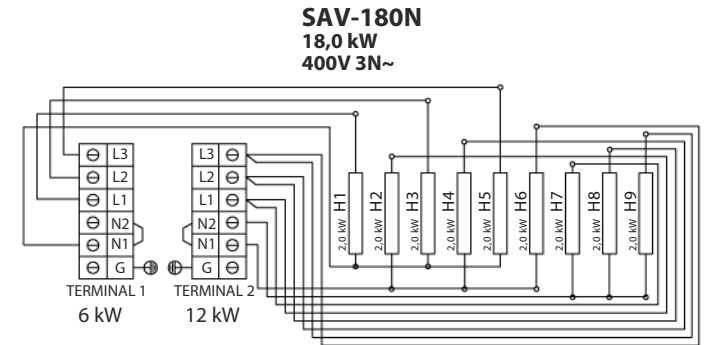 SAV-180N
18,0 kW
400V 3N~
L3
L2
L1
N2
N1
G
TERMINAL 1
6 kW
L3
L2
L1
N2
N1
G
TERMINAL 2
12 kW
2,0 kW H1
2,0 kW H2
2,0 kW H3
2,0 kW H4
2,0 kW H5
2,0 kW H6
2,0 kW H7
2,0 kW H8
2,0 kW H9